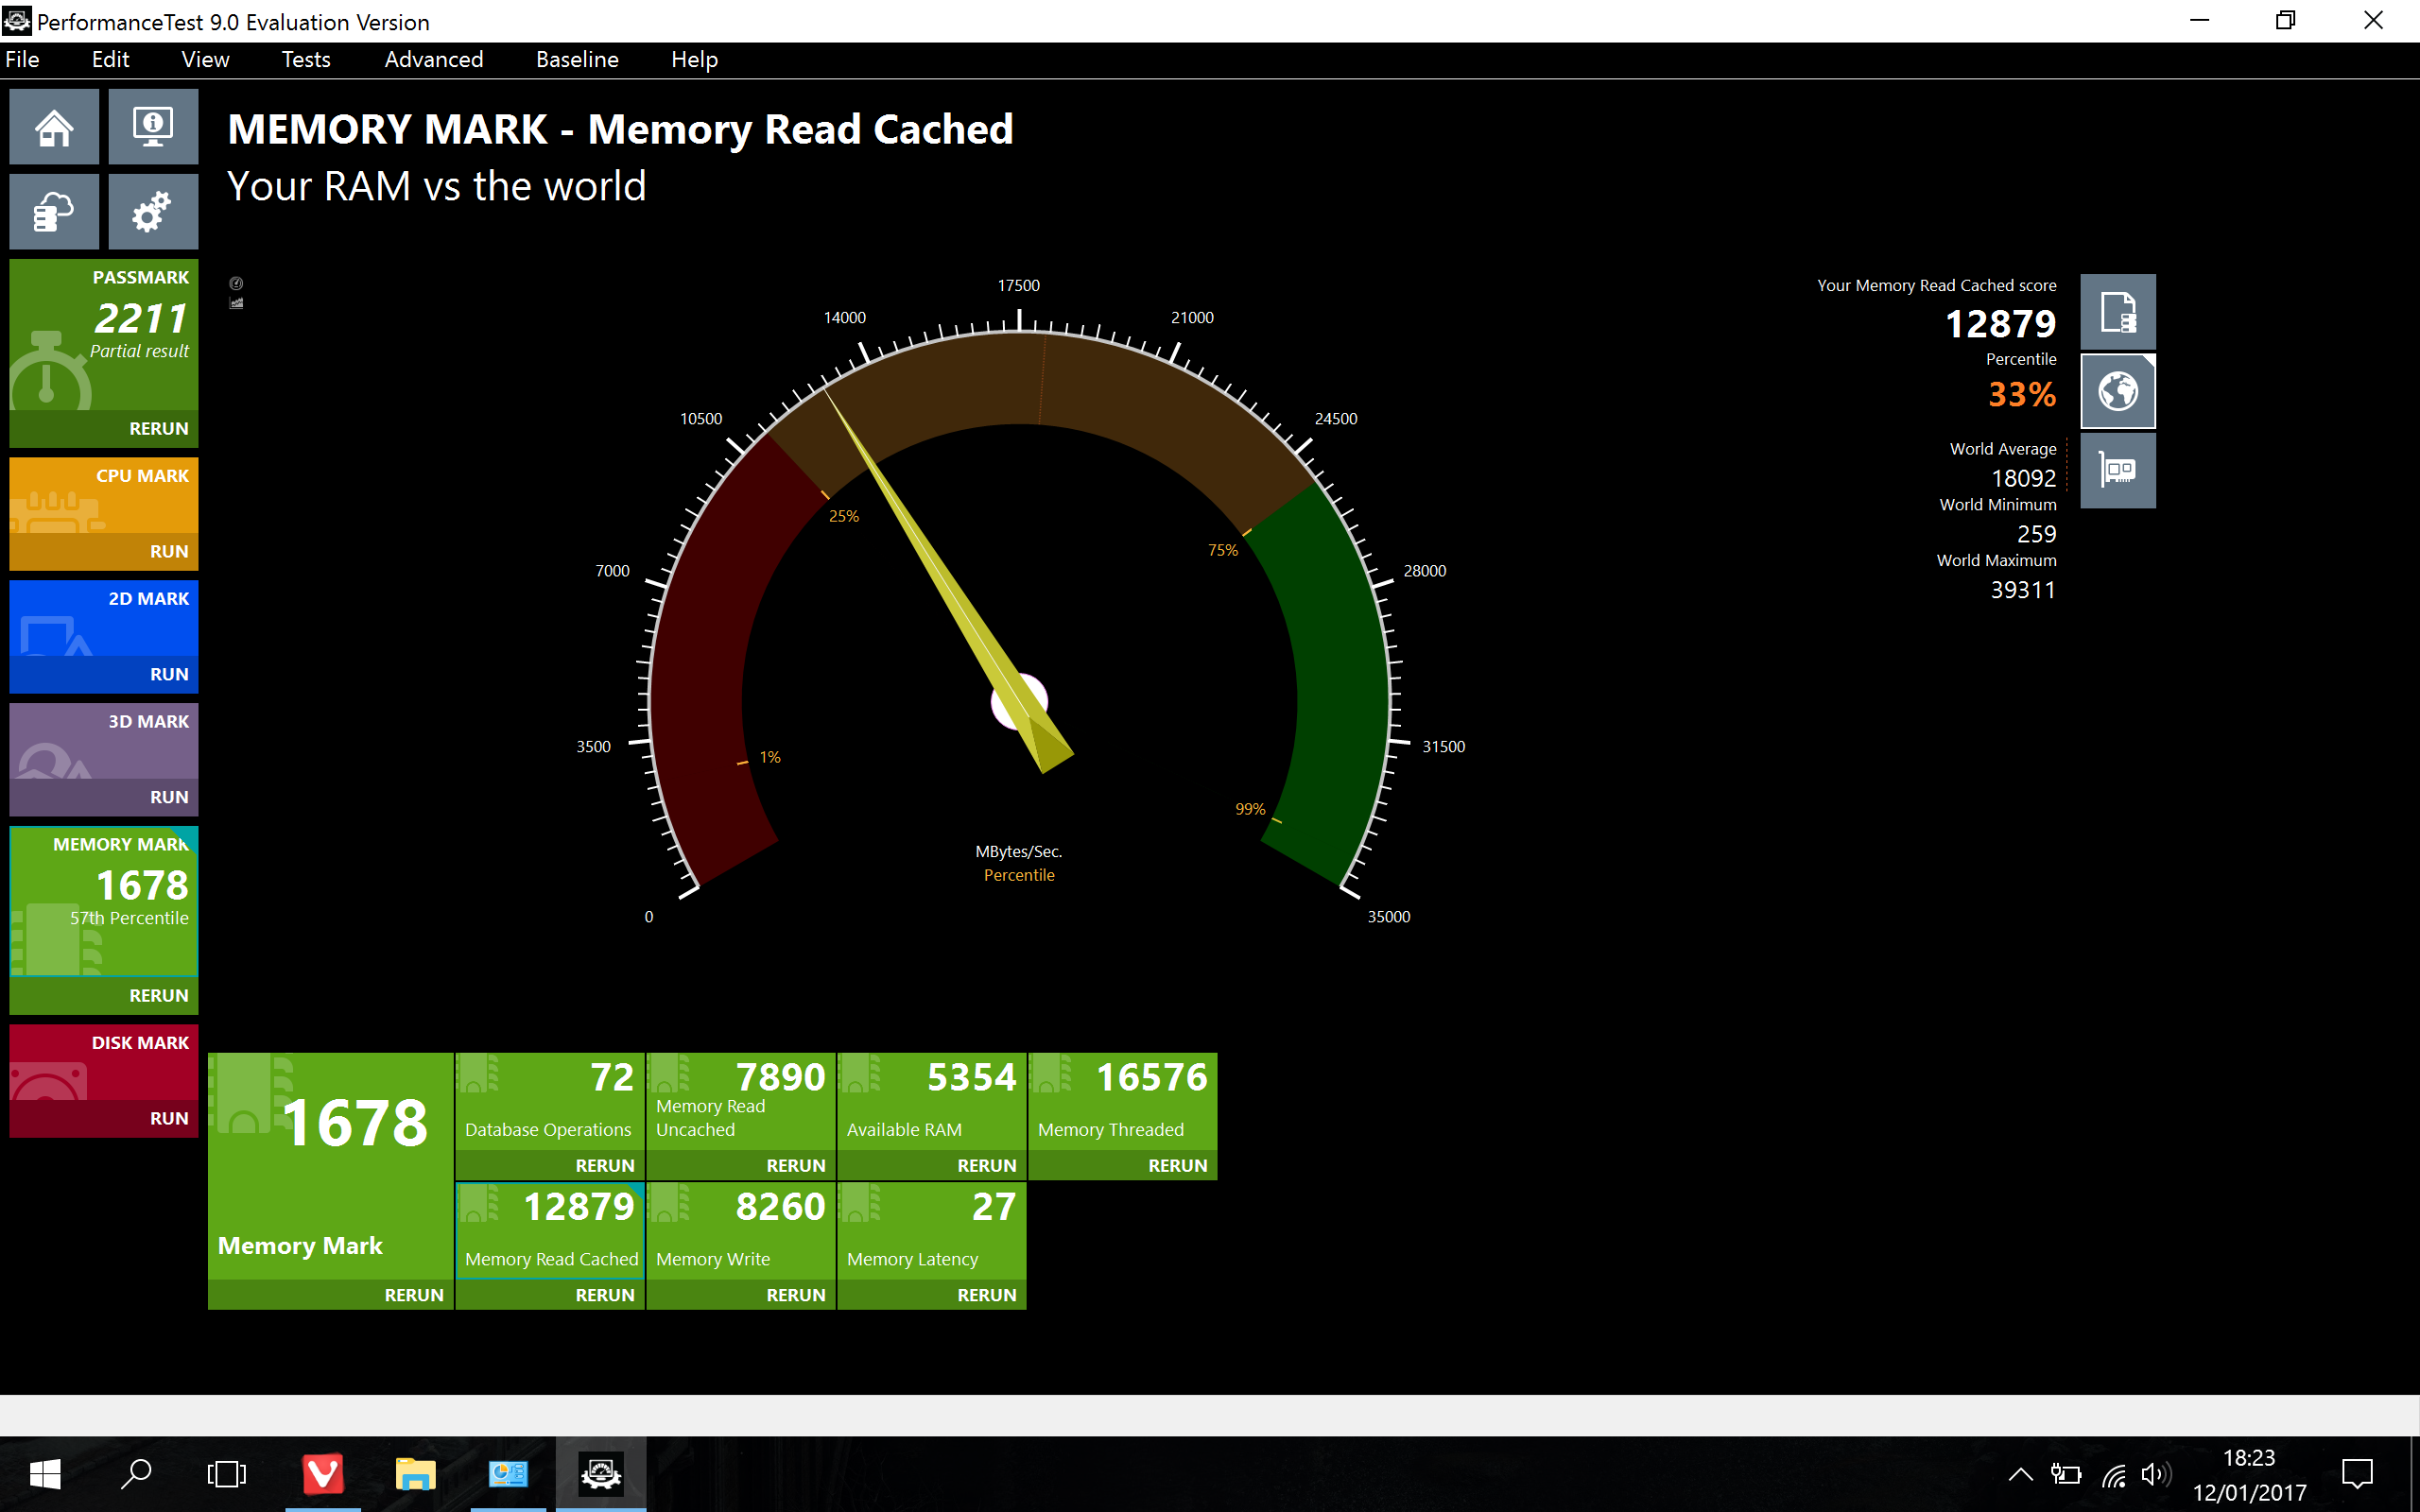 PerformanceTest 9.0 Evaluation Version
File Edit View Tests Advanced Baseline Help
MEMORY MARK - Memory Read Cached
Your RAM vs the world
PASSMARK
2211
Partial result
RERUN
CPU MARK
RUN
2D MARK
RUN
3D MARK
RUN
MEMORY MARK
1678
57th Percentile
RERUN
DISK MARK
RUN
0
3500
7000
10500
14000
17500
21000
24500
28000
31500
35000
1%
25%
75%
99%
MBytes/Sec.
Percentile
Your Memory Read Cached score
12879
Percentile
33%
World Average
18092
World Minimum
259
World Maximum
39311
1678
Memory Mark
RERUN
72
Database Operations
RERUN
7890
Memory Read
Uncached
RERUN
5354
Available RAM
RERUN
16576
Memory Threaded
RERUN
12879
Memory Read Cached
RERUN
8260
Memory Write
RERUN
27
Memory Latency
RERUN
18:23
12/01/2017